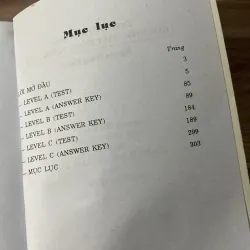 Mục lục
Trang
MỞ ĐẦU 3
LEVEL A (TEST) 5
LEVEL A (ANSWER KEY) 85
LEVEL B (TEST) 89
LEVEL B (ANSWER KEY) 184
LEVEL C (TEST) 189
LEVEL C (ANSWER KEY) 299
MỤC LỤC 303